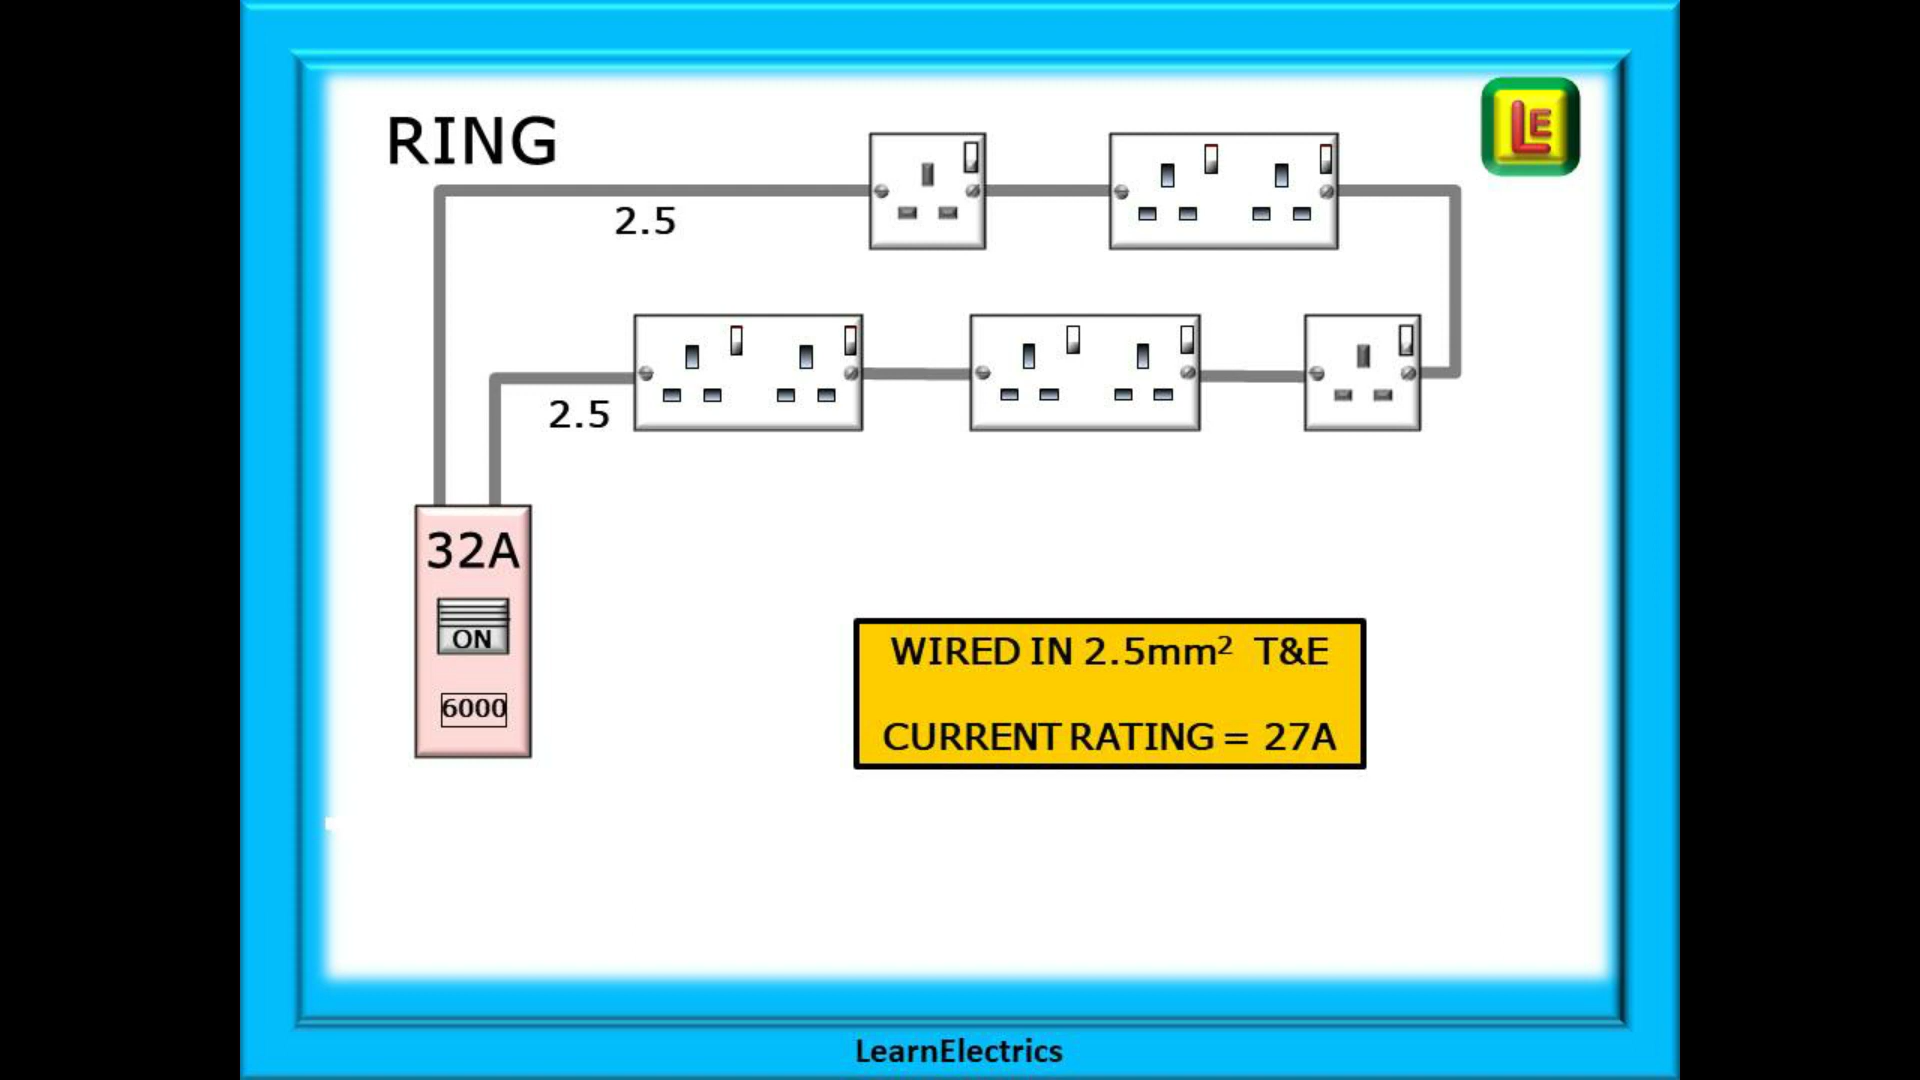 RING
LE
2.5
2.5
32A
ON
6000
WIRED IN 2.5mm² T&E
CURRENT RATING = 27A
LearnElectrics